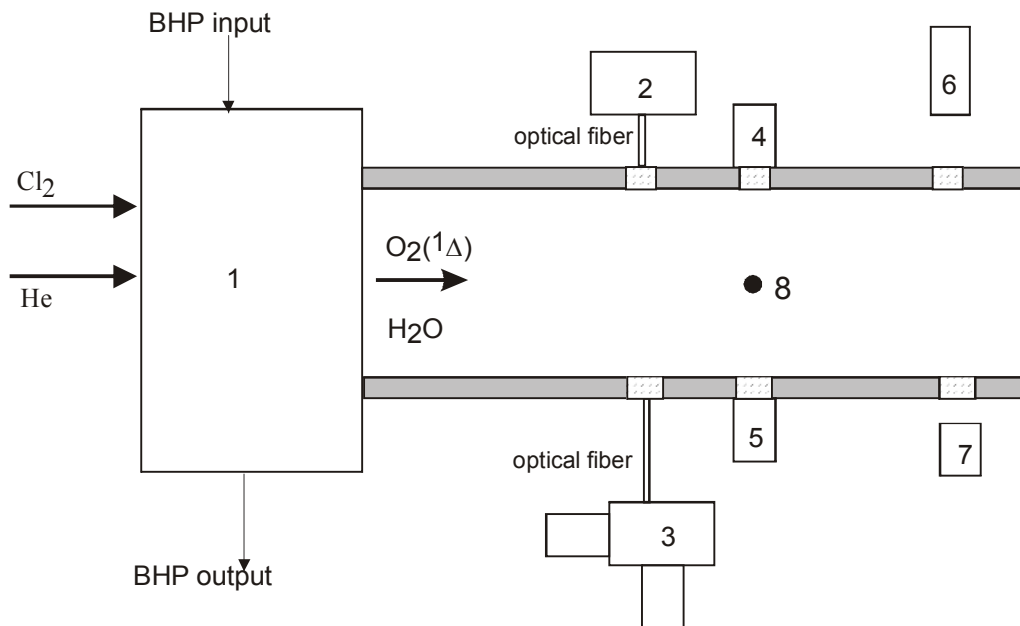 BHP input
2
6
optical fiber
4
Cl2
O2(1Δ)
1
8
He
H2O
5
optical fiber
7
3
BHP output